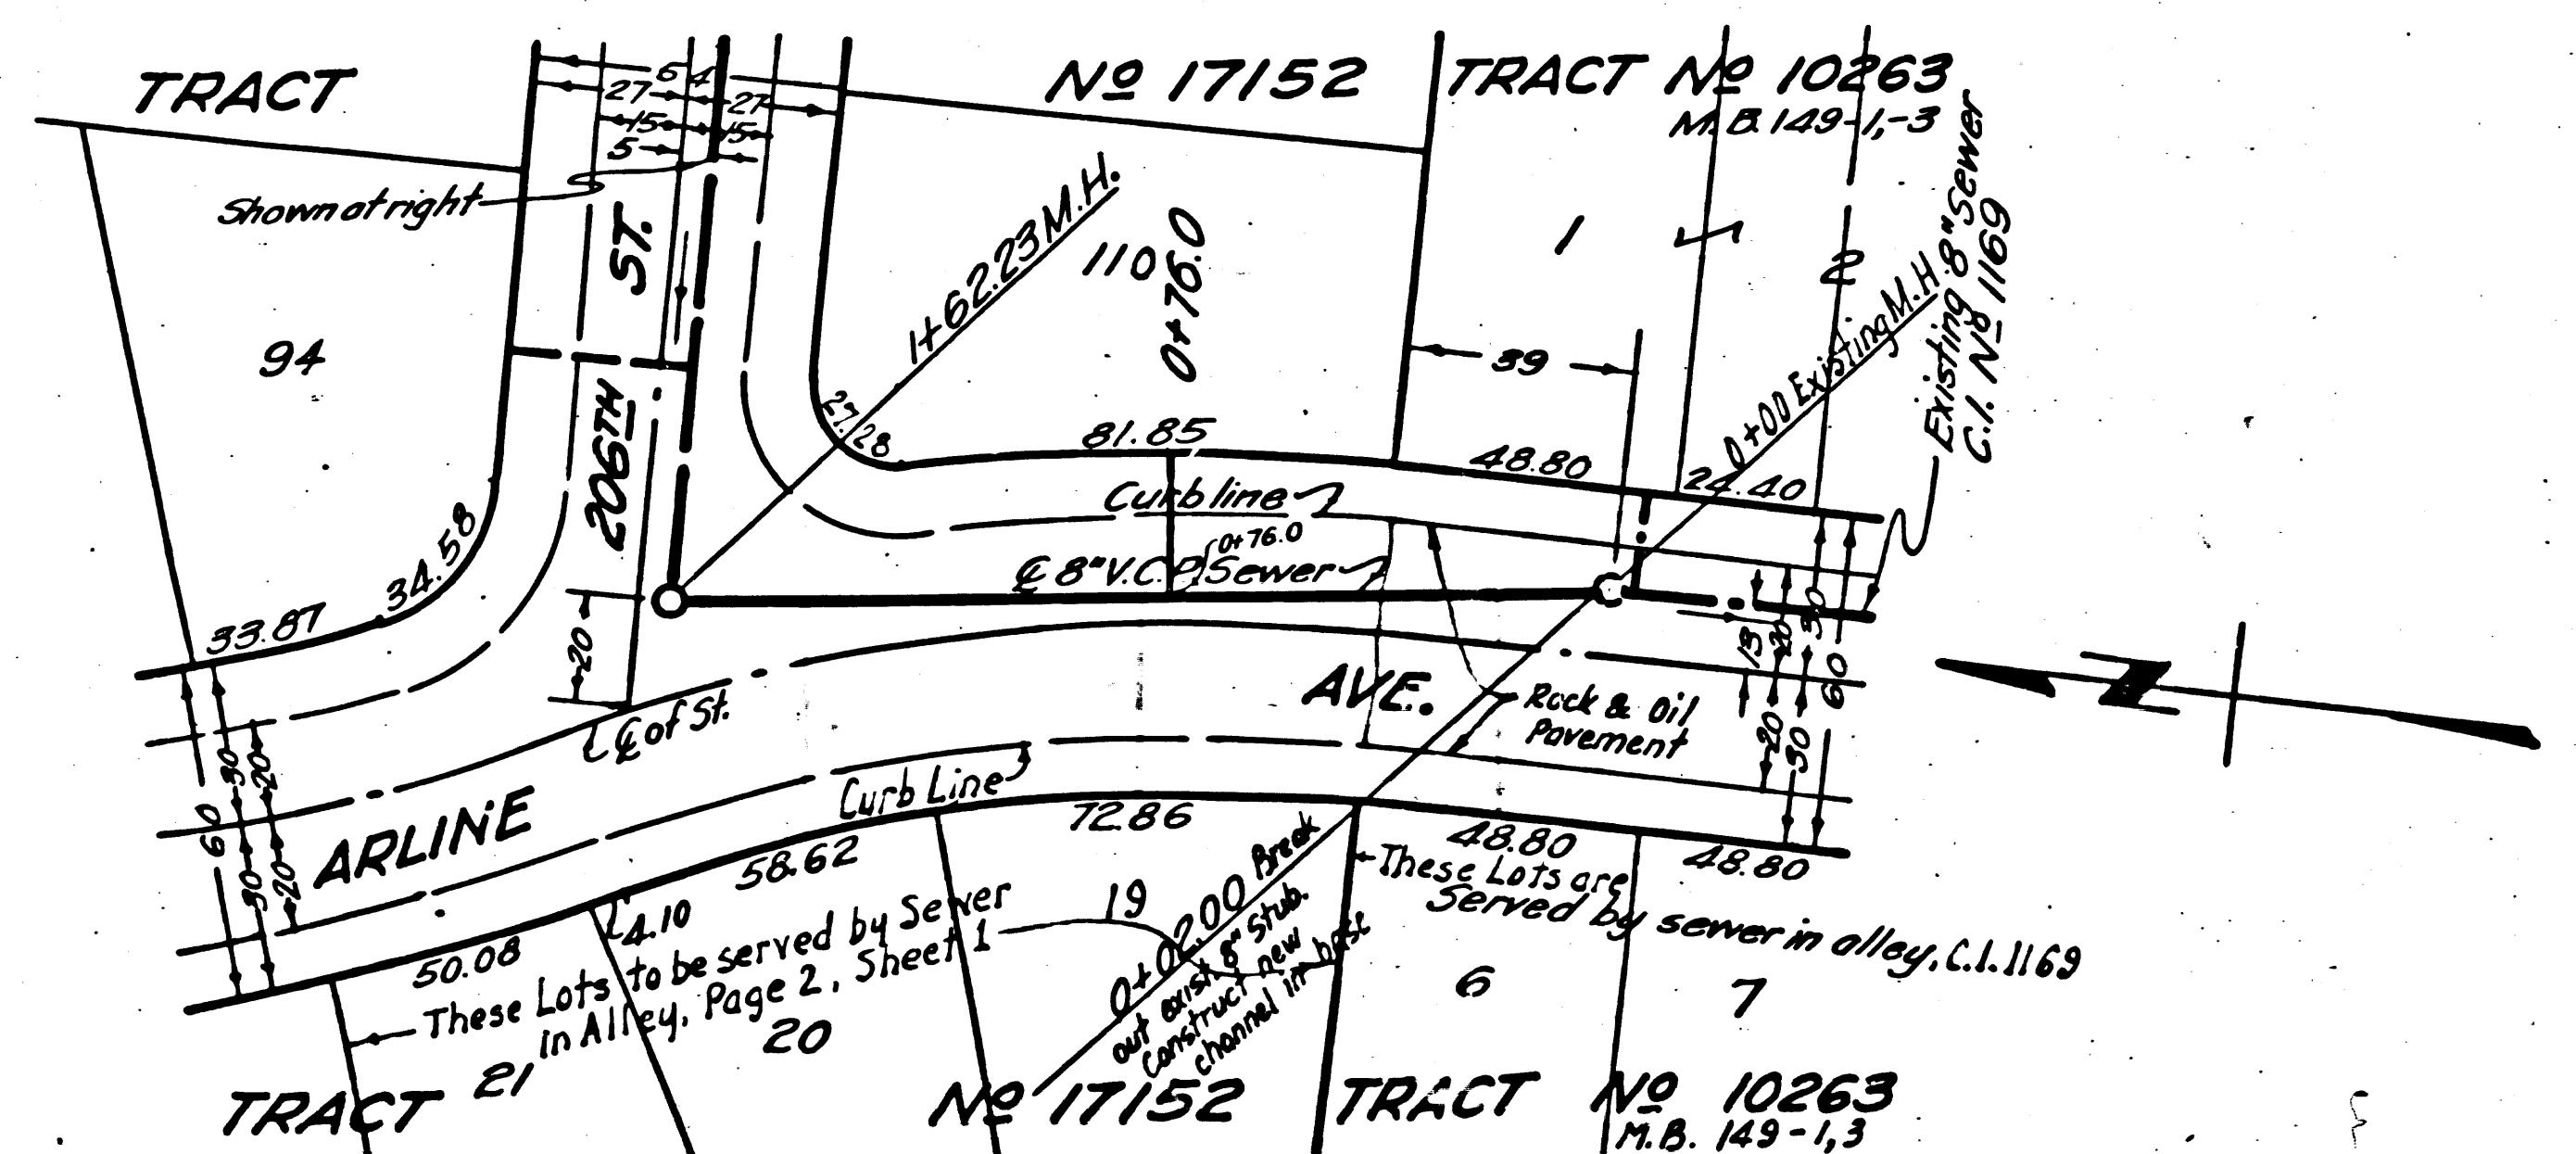 TRACT
No 17152
TRACT No 10263
M.B. 149-1,-3
54
27
27
15
15
5
Shown at right
ST.
206TH
94
1+62.23 M.H.
110
0+76.0
1
2
39
0+00 Existing M.H.
Existing 8" Sewer
C.I. No 1169
27.28
81.85
48.80
24.40
Curb line
0+76.0
℄ 8" V.C.P. Sewer
34.58
33.87
20
℄ of St.
AVE.
Rock & Oil
Pavement
13
20
30
60
20
30
N
30
20
60
30
20
ARLINE
Curb Line
72.86
58.62
48.80
48.80
50.08
4.10
These Lots to be served by Sewer
in Alley, Page 2, Sheet 1
19
0+02.00 Break
out exist. 8" Stub.
Construct new
channel in base
These Lots are
Served by sewer in alley, C.I. 1169
6
7
20
21
TRACT
No 17152
TRACT No 10263
M.B. 149-1,3